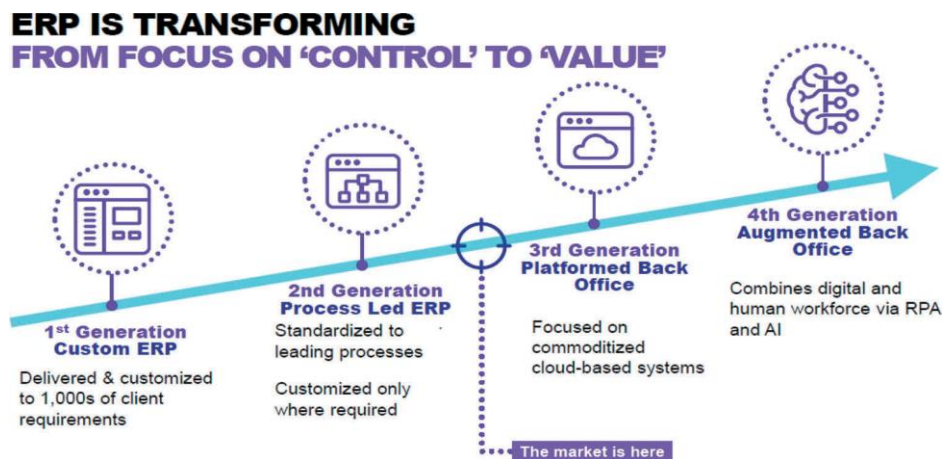 ERP IS TRANSFORMING
FROM FOCUS ON ‘CONTROL’ TO ‘VALUE’
1st Generation
Custom ERP
Delivered & customized
to 1,000s of client
requirements
2nd Generation
Process Led ERP
Standardized to
leading processes
Customized only
where required
The market is here
3rd Generation
Platformed Back
Office
Focused on
commoditized
cloud-based systems
4th Generation
Augmented Back
Office
Combines digital and
human workforce via RPA
and AI